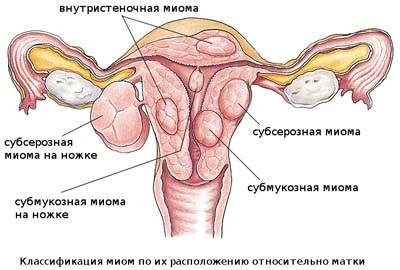 внутристеночная миома
субсерозная
миома на ножке
субсерозная
миома
субмукозная миома
на ножке
субмукозная миома
Классификация миом по их расположению относительно матки